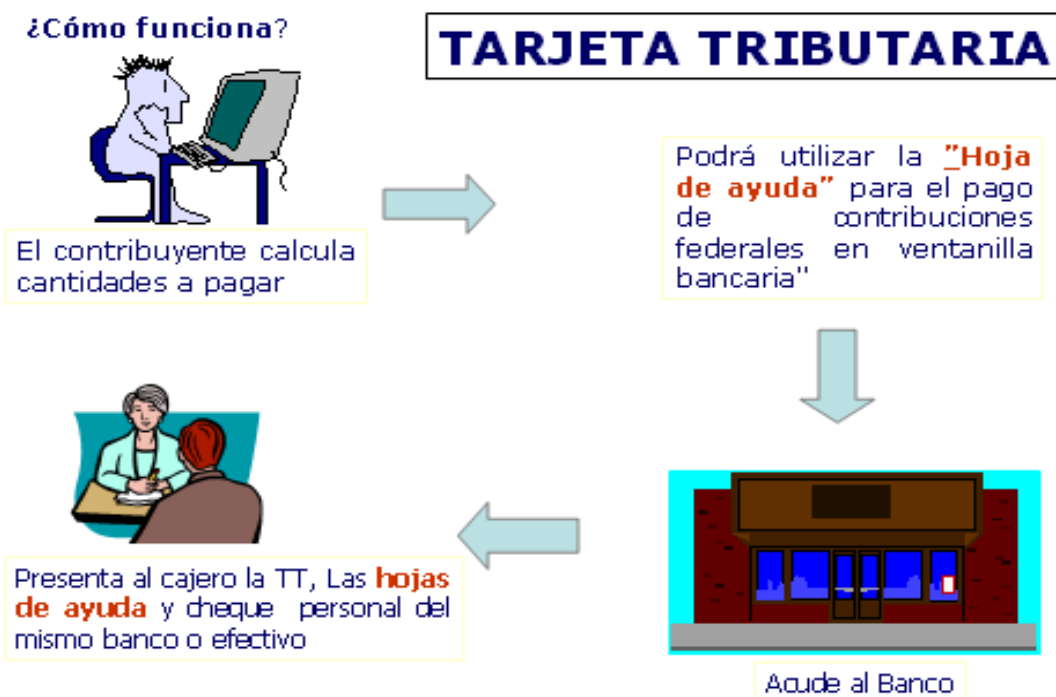 ¿Cómo funciona?
TARJETA TRIBUTARIA
El contribuyente calcula
cantidades a pagar
Podrá utilizar la "Hoja
de ayuda" para el pago
de contribuciones
federales en ventanilla
bancaria"
Acude al Banco
Presenta al cajero la TT, Las hojas
de ayuda y cheque personal del
mismo banco o efectivo